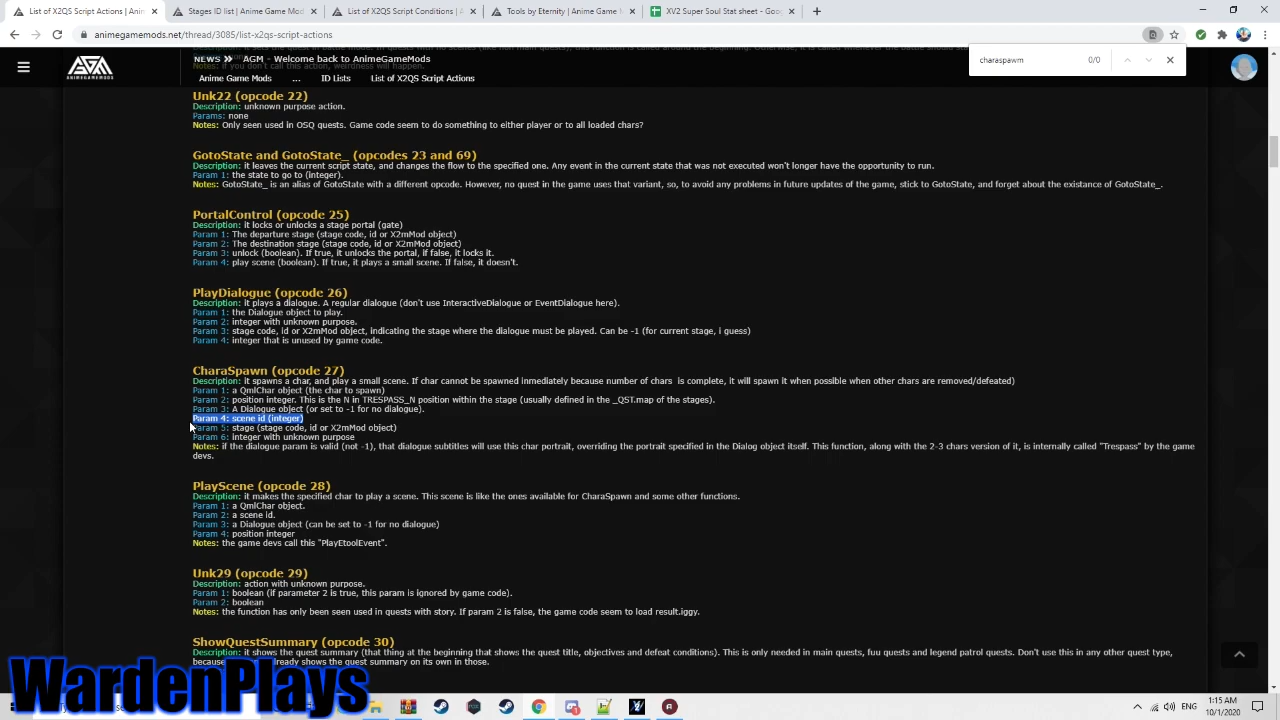 Actions
List of X2QS Script Actions
XV2 Soul Stat sheet - Goo
animegamemods.net/thread/3085/list-x2qs-script-actions
charaspawm
0/0
NEWS
AGM - Welcome back to AnimeGameMods
Anime Game Mods
...
ID Lists
List of X2QS Script Actions
Unk22 (opcode 22)
Description: unknown purpose action.
Params: none
Notes: Only seen used in OSQ quests. Game code seem to do something to either player or to all loaded chars?
GotoState and GotoState_ (opcodes 23 and 69)
Description: it leaves the current script state, and changes the flow to the specified one. Any event in the current state that was not executed won't longer have the opportunity to run.
Param 1: the state to go to (integer).
Notes: GotoState_ is an alias of GotoState with a different opcode. However, no quest in the game uses that variant, so, to avoid any problems in future updates of the game, stick to GotoState, and forget about the existance of GotoState_.
PortalControl (opcode 25)
Description: it locks or unlocks a stage portal (gate)
Param 1: The departure stage (stage code, id or X2mMod object)
Param 2: The destination stage (stage code, id or X2mMod object)
Param 3: unlock (boolean). If true, it unlocks the portal, if false, it locks it.
Param 4: play scene (boolean). If true, it plays a small scene. If false, it doesn't.
PlayDialogue (opcode 26)
Description: it plays a dialogue. A regular dialogue (don't use InteractiveDialogue or EventDialogue here).
Param 1: the Dialogue object to play.
Param 2: integer with unknown purpose.
Param 3: stage code, id or X2mMod object, indicating the stage where the dialogue must be played. Can be -1 (for current stage, i guess)
Param 4: integer that is unused by game code.
CharaSpawn (opcode 27)
Description: it spawns a char, and play a small scene. If char cannot be spawned inmediately because number of chars is complete, it will spawn it when possible when other chars are removed/defeated)
Param 1: a QmlChar object (the char to spawn)
Param 2: position integer. This is the N in TRESPASS_N position within the stage (usually defined in the _QST.map of the stages).
Param 3: A Dialogue object (or set to -1 for no dialogue).
Param 4: scene id (integer)
Param 5: stage (stage code, id or X2mMod object)
Param 6: integer with unknown purpose
Notes: if the dialogue param is valid (not -1), that dialogue subtitles will use this char portrait, overriding the portrait specified in the Dialog object itself. This function, along with the 2-3 chars version of it, is internally called "Trespass" by the game
devs.
PlayScene (opcode 28)
Description: it makes the specified char to play a scene. This scene is like the ones available for CharaSpawn and some other functions.
Param 1: a QmlChar object.
Param 2: a scene id.
Param 3: a Dialogue object (can be set to -1 for no dialogue)
Param 4: position integer
Notes: the game devs call this "PlayEtoolEvent".
Unk29 (opcode 29)
Description: action with unknown purpose.
Param 1: boolean (if parameter 2 is true, this param is ignored by game code).
Param 2: boolean
Notes: the function has only been seen used in quests with story. If param 2 is false, the game code seem to load result.iggy.
ShowQuestSummary (opcode 30)
Description: it shows the quest summary (that thing at the beginning that shows the quest title, objectives and defeat conditions). This is only needed in main quests, fuu quests and legend patrol quests. Don't use this in any other quest type,
because already shows the quest summary on its own in those.
WardenPlays
1:15 AM
10/1/2020